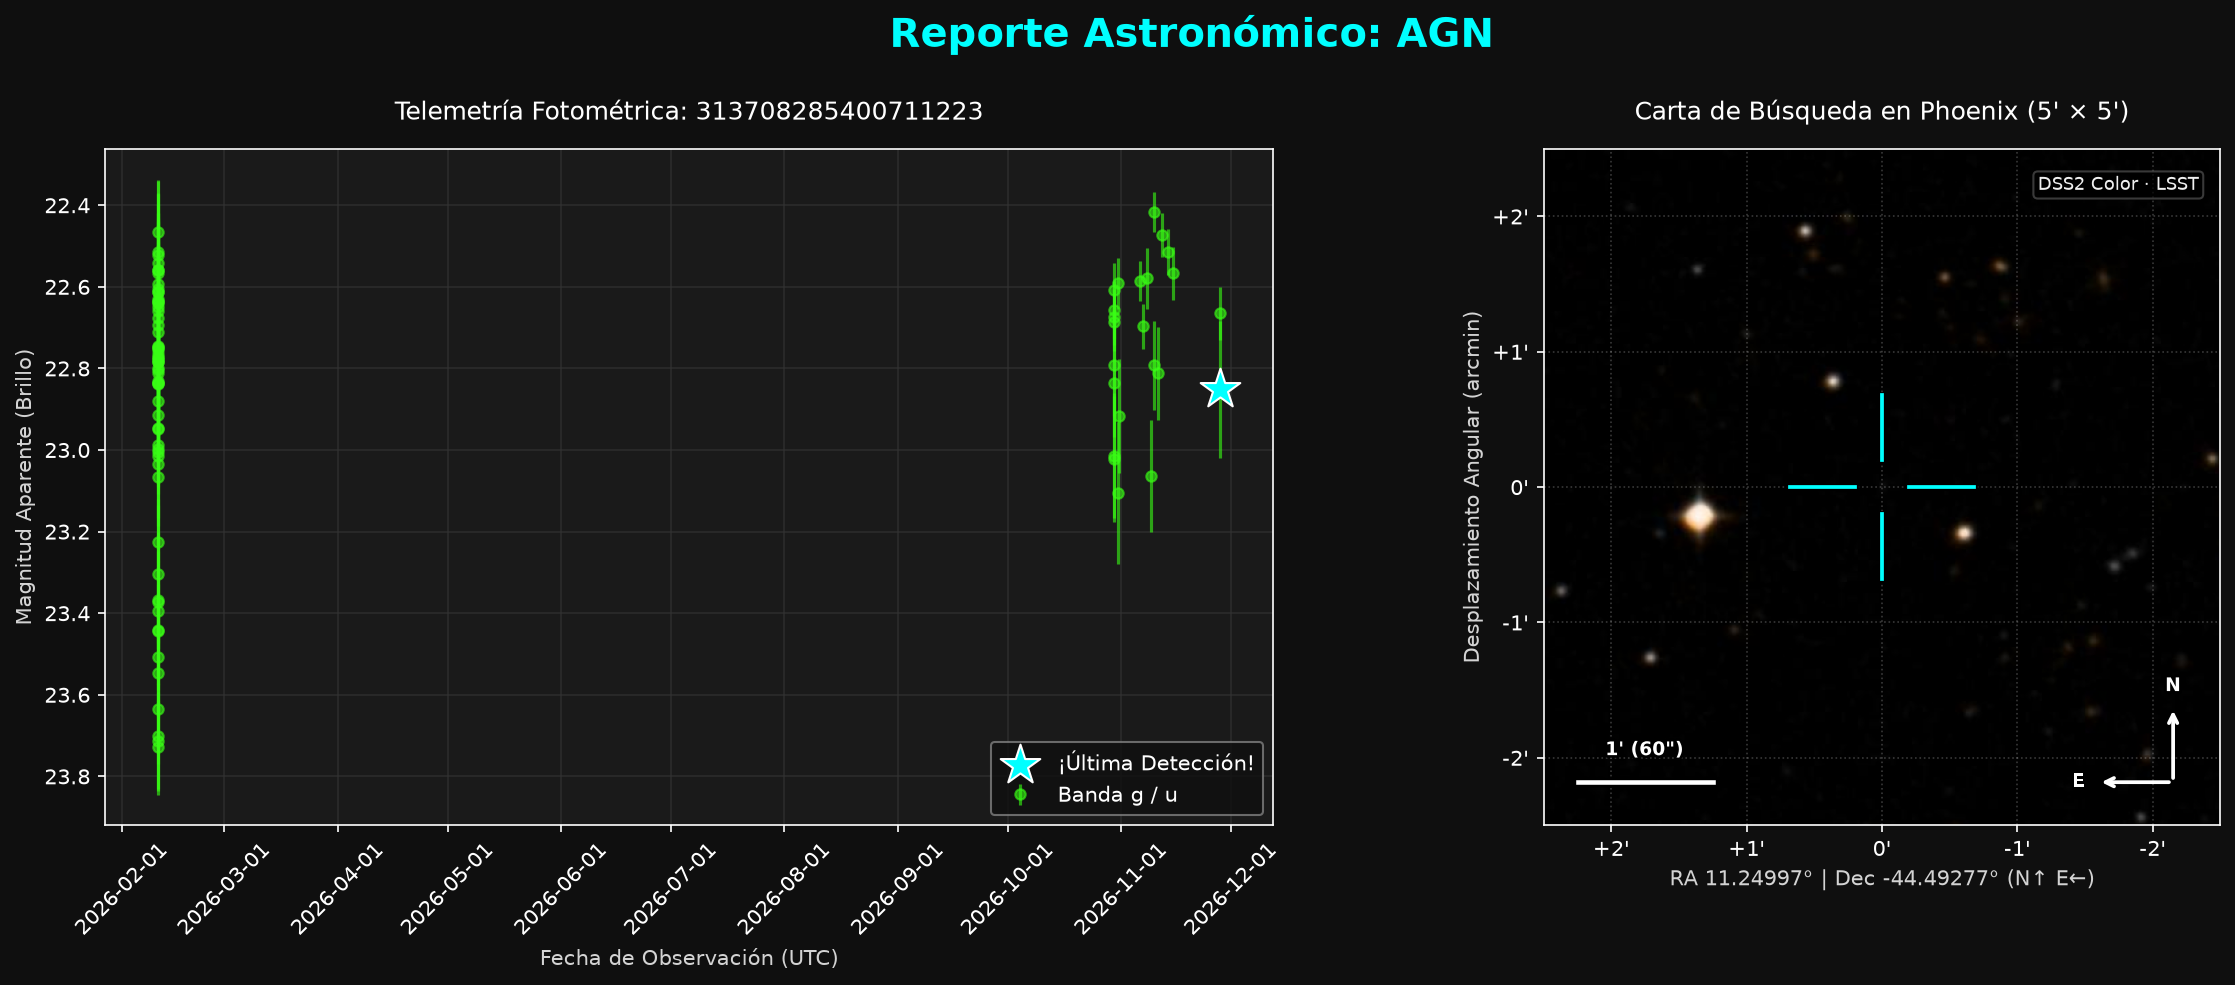 Reporte Astronómico: AGN
Telemetría Fotométrica: 313708285400711223
Magnitud Aparente (Brillo)
22.4
22.6
22.8
23.0
23.2
23.4
23.6
23.8
¡Última Detección!
Banda g / u
2026-02-01
2026-03-01
2026-04-01
2026-05-01
2026-06-01
2026-07-01
2026-08-01
2026-09-01
2026-10-01
2026-11-01
2026-12-01
Fecha de Observación (UTC)
Carta de Búsqueda en Phoenix (5' × 5')
DSS2 Color · LSST
Desplazamiento Angular (arcmin)
+2'
+1'
0'
-1'
-2'
N
E
1' (60")
+2'
+1'
0'
-1'
-2'
RA 11.24997° | Dec -44.49277° (N↑ E←)